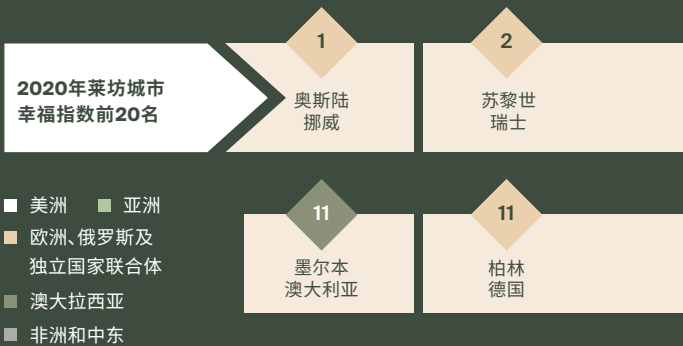 2020年莱坊城市
幸福指数前20名
1
奥斯陆
挪威
2
苏黎世
瑞士
美洲
亚洲
欧洲、俄罗斯及
独立国家联合体
澳大拉西亚
非洲和中东
11
墨尔本
澳大利亚
11
柏林
德国